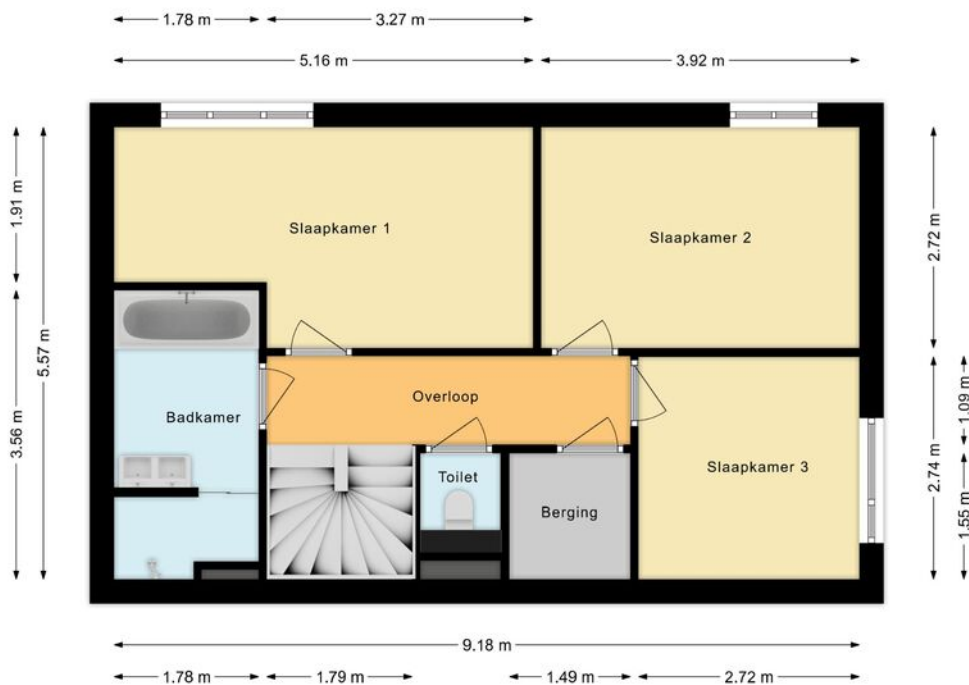 1.78 m
3.27 m
5.16 m
3.92 m
1.91 m
5.57 m
3.56 m
2.72 m
1.09 m
2.74 m
1.55 m
Slaapkamer 1
Slaapkamer 2
Overloop
Badkamer
Slaapkamer 3
Toilet
Berging
9.18 m
1.78 m
1.79 m
1.49 m
2.72 m